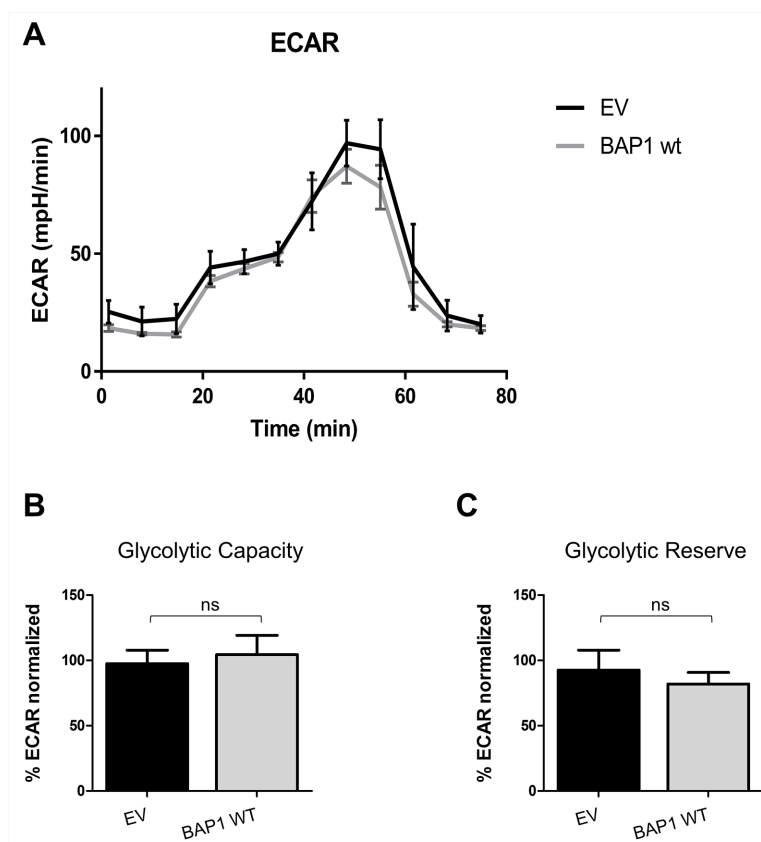 A
ECAR
ECAR (mpH/min)
100
50
0
0 20 40 60 80
Time (min)
EV
BAP1 wt
B
Glycolytic Capacity
% ECAR normalized
150
100
50
0
ns
EV
BAP1 WT
C
Glycolytic Reserve
% ECAR normalized
150
100
50
0
ns
EV
BAP1 WT